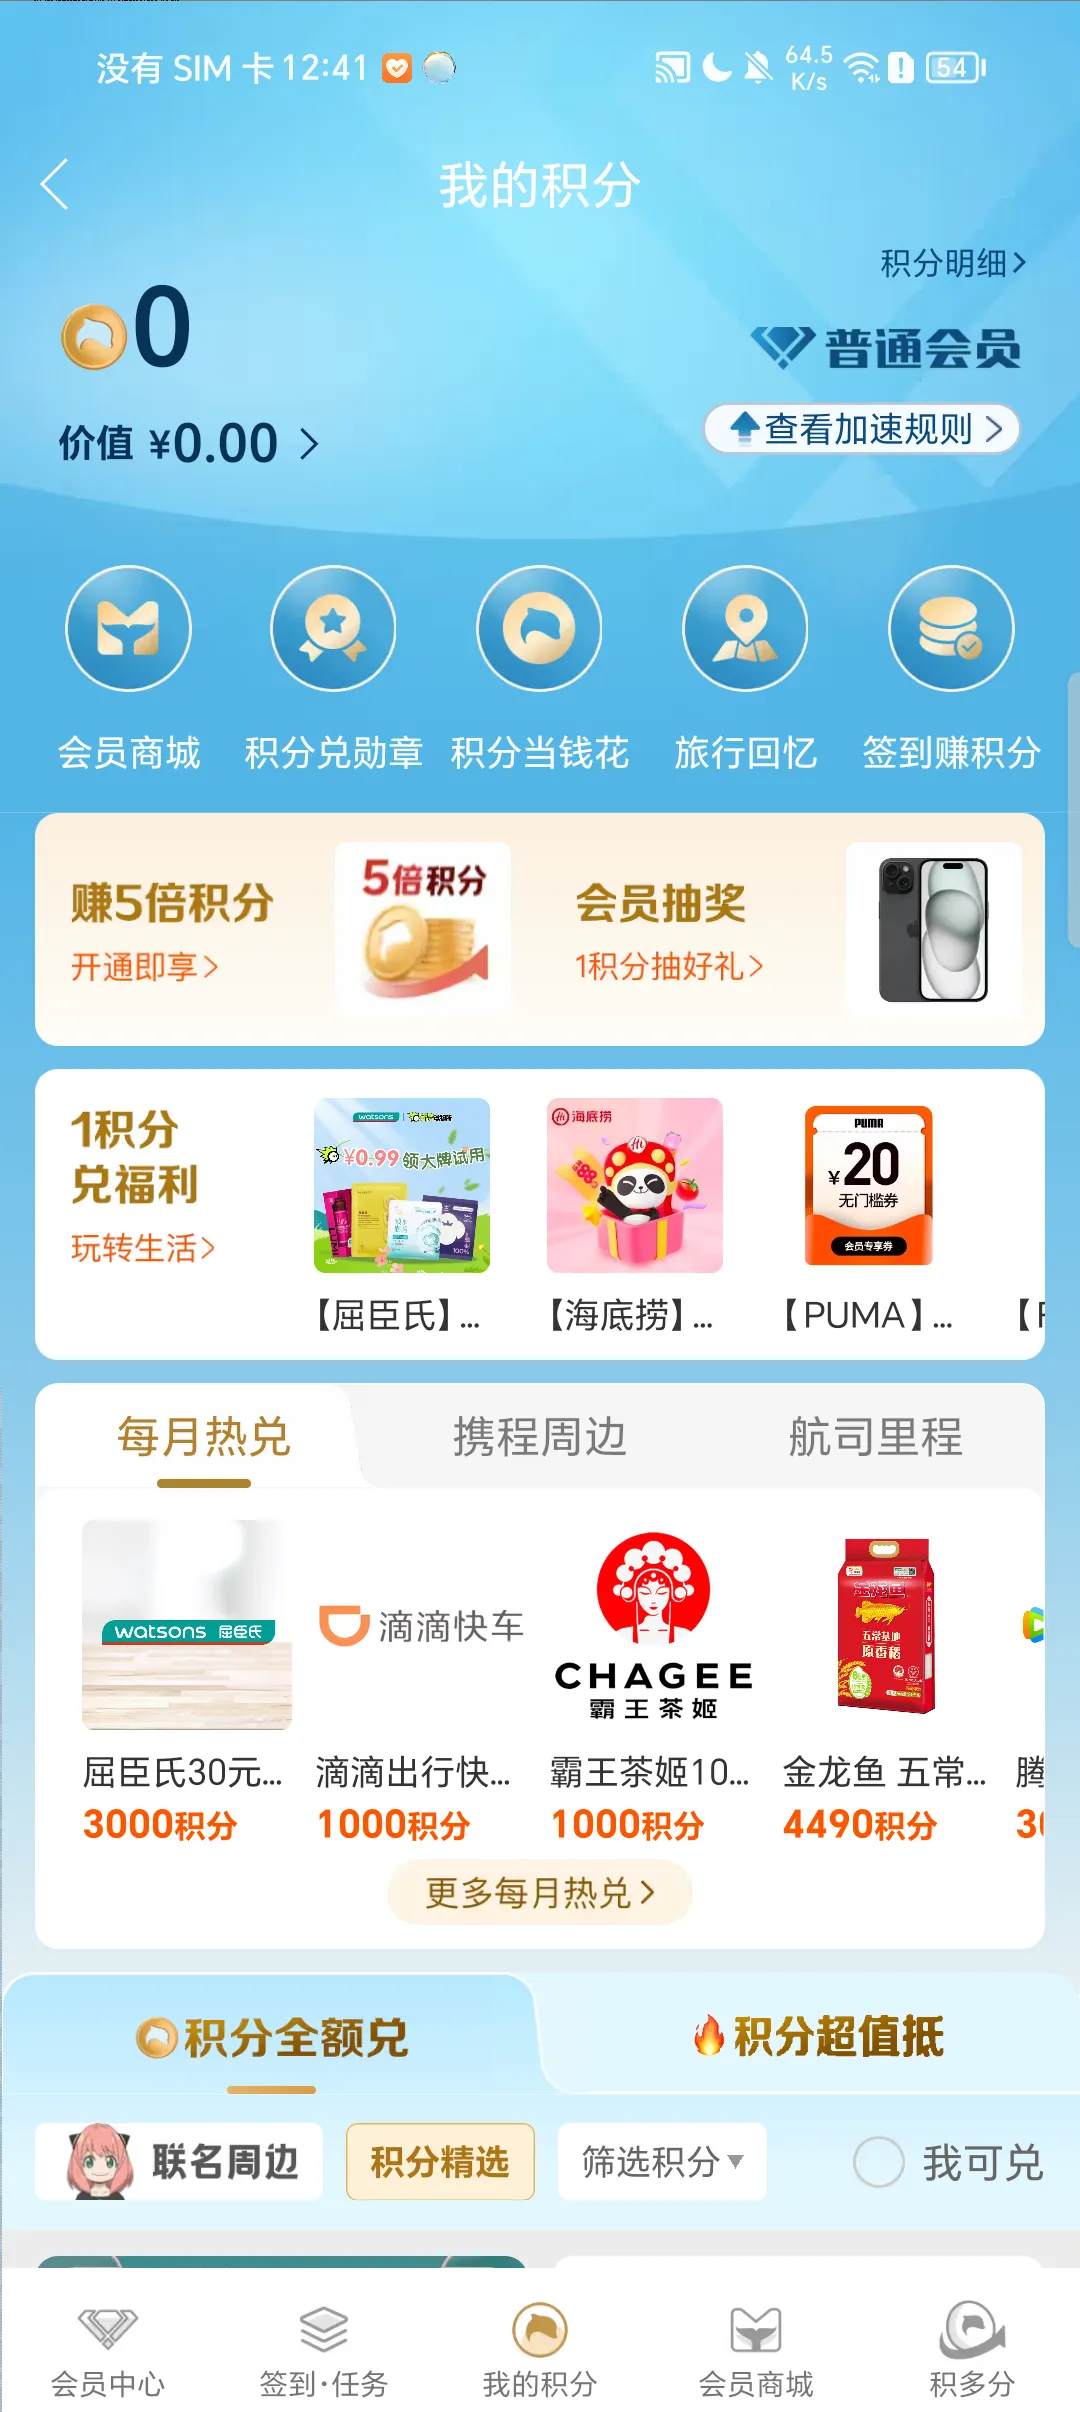 没有 SIM 卡 12:41
64.5
K/s
54
我的积分
积分明细>
0
普通会员
价值 ¥0.00 >
查看加速规则 >
会员商城
积分兑勋章
积分当钱花
旅行回忆
签到赚积分
赚5倍积分
开通即享>
5倍积分
会员抽奖
1积分抽好礼>
1积分
兑福利
玩转生活>
watsons
¥0.99 领大牌试用
海底捞
Hi
PUMA
¥20
无门槛券
会员专享券
【屈臣氏】...
【海底捞】...
【PUMA】...
每月热兑
携程周边
航司里程
watsons 屈臣氏
滴滴快车
CHAGEE
霸王茶姬
五常基地
原香稻
屈臣氏30元...
滴滴出行快...
霸王茶姬10...
金龙鱼 五常...
腾
3000积分
1000积分
1000积分
4490积分
更多每月热兑 >
积分全额兑
积分超值抵
联名周边
积分精选
筛选积分
我可兑
会员中心
签到·任务
我的积分
会员商城
积多分